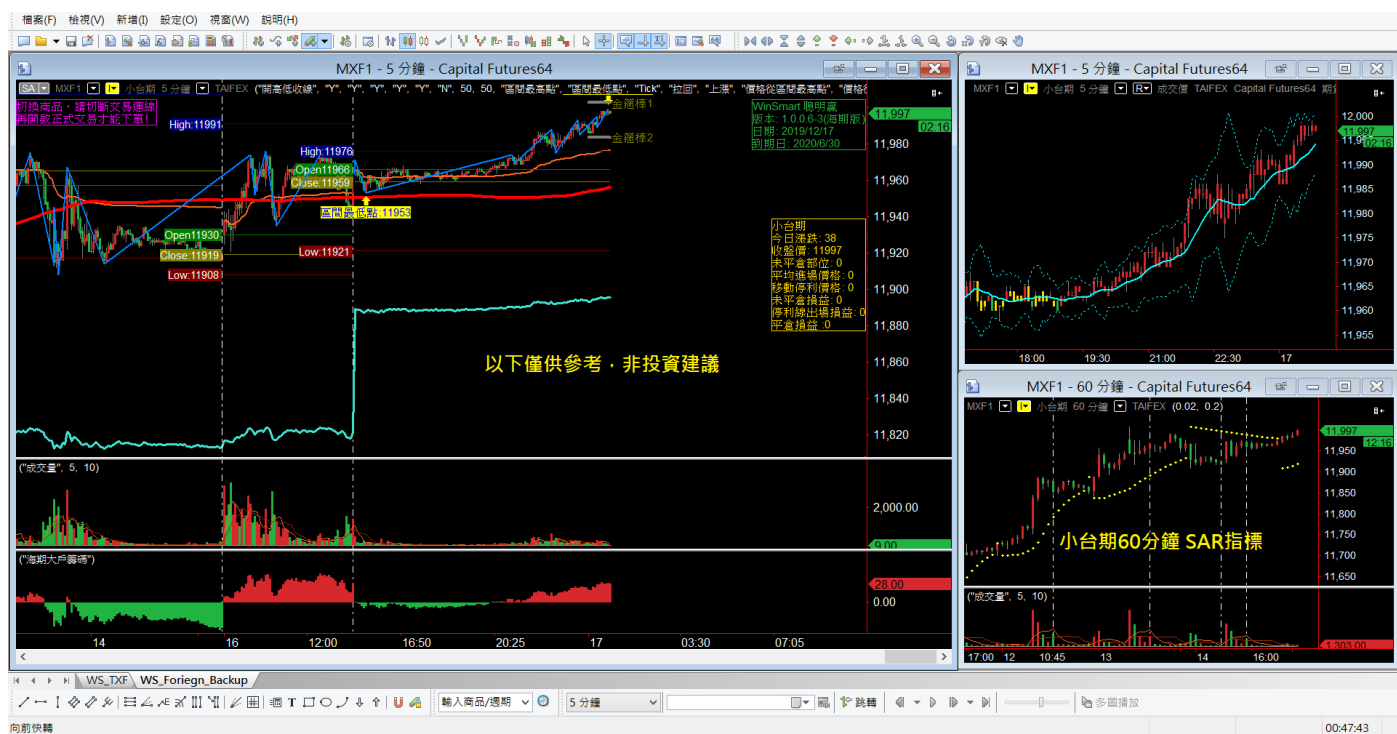 檔案(F) 檢視(V) 新增(I) 設定(O) 視窗(W) 說明(H)
MXF1 - 5 分鐘 - Capital Futures64
SA MXF1 小台期 5 分鐘 TAIFEX ("開高低收線", "Y", "Y", "Y", "Y", "Y", "N", 50, 50, "區間最高點", "區間最低點", "Tick", "拉回", "上漲", "價格從區間最高點", "價格
切換商品，請切斷交易連線
再開啟正式交易才能下單!
High:11991
High:11976
Open11966
Close:11959
區間最低點:11953
Open11930
Close:11919
Low:11921
Low:11908
金箍棒1
金箍棒2
WinSmart 聰明贏
版本: 1.0.0.6-3(海期版)
日期: 2019/12/17
到期日: 2020/6/30
小台期
今日漲跌: 38
收盤價: 11997
未平倉部位: 0
平均進場價格: 0
移動停利價格: 0
未平倉損益: 0
停利線出場損益: 0
平倉損益 :0
以下僅供參考，非投資建議
11,997
02:16
11,980
11,960
11,940
11,920
11,900
11,880
11,860
11,840
11,820
("成交量", 5, 10)
2,000.00
9.00
("海期大戶籌碼")
28.00
0.00
14 16 12:00 16:50 20:25 17 03:30 07:05
MXF1 - 5 分鐘 - Capital Futures64
MXF1 小台期 5 分鐘 R 成交價 TAIFEX Capital Futures64 期
12,000
11,997
02:16
11,990
11,985
11,980
11,975
11,970
11,965
11,960
11,955
18:00 19:30 21:00 22:30 17
MXF1 - 60 分鐘 - Capital Futures64
MXF1 小台期 60 分鐘 TAIFEX (0.02, 0.2)
11,997
12:16
11,950
11,900
11,850
11,800
11,750
11,700
11,650
小台期60分鐘 SAR指標
("成交量", 5, 10)
1,303.00
17:00 12 10:45 13 14 16:00
WS_TXF WS_Foriegn_Backup
輸入商品/週期 5 分鐘 跳轉 多圖播放
向前快轉 00:47:43